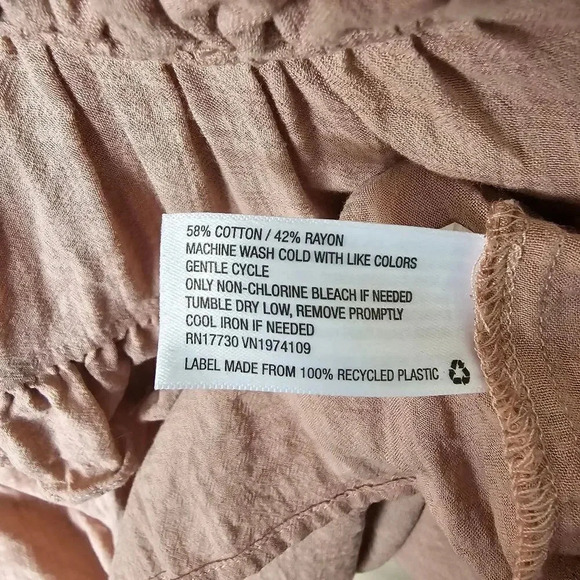 58% COTTON / 42% RAYON
MACHINE WASH COLD WITH LIKE COLORS
GENTLE CYCLE
ONLY NON-CHLORINE BLEACH IF NEEDED
TUMBLE DRY LOW, REMOVE PROMPTLY
COOL IRON IF NEEDED
RN17730 VN1974109
LABEL MADE FROM 100% RECYCLED PLASTIC